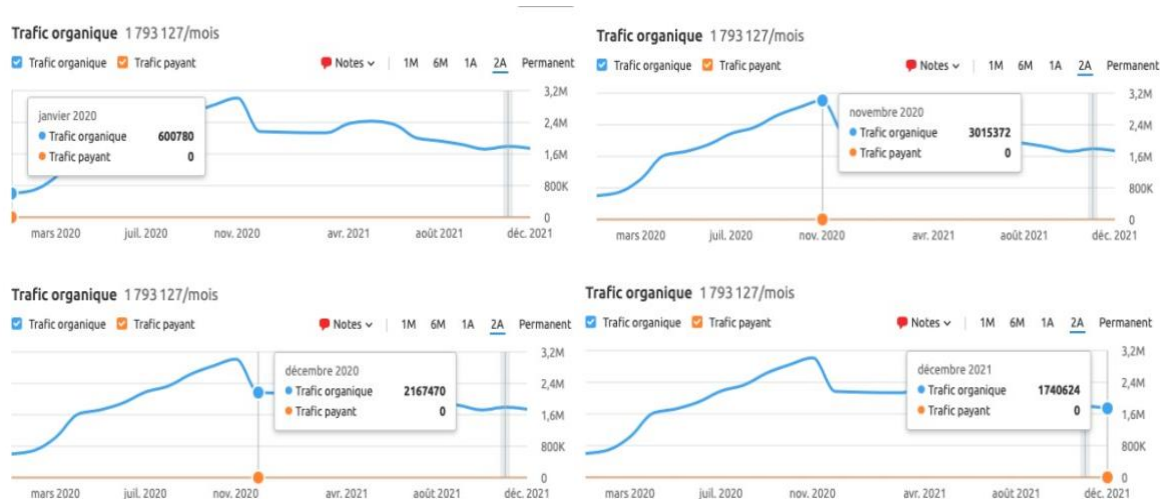 Trafic organique 1 793 127/mois
Trafic organique Trafic payant Notes 1M 6M 1A 2A Permanent
janvier 2020
Trafic organique 600780
Trafic payant 0
3,2M
2,4M
1,6M
800K
0
mars 2020 juil. 2020 nov. 2020 avr. 2021 août 2021 déc. 2021
Trafic organique 1 793 127/mois
Trafic organique Trafic payant Notes 1M 6M 1A 2A Permanent
novembre 2020
Trafic organique 3015372
Trafic payant 0
3,2M
2,4M
1,6M
800K
0
mars 2020 juil. 2020 nov. 2020 avr. 2021 août 2021 déc. 2021
Trafic organique 1 793 127/mois
Trafic organique Trafic payant Notes 1M 6M 1A 2A Permanent
décembre 2020
Trafic organique 2167470
Trafic payant 0
3,2M
2,4M
1,6M
800K
0
mars 2020 juil. 2020 nov. 2020 avr. 2021 août 2021 déc. 2021
Trafic organique 1 793 127/mois
Trafic organique Trafic payant Notes 1M 6M 1A 2A Permanent
décembre 2021
Trafic organique 1740624
Trafic payant 0
3,2M
2,4M
1,6M
800K
0
mars 2020 juil. 2020 nov. 2020 avr. 2021 août 2021 déc. 2021